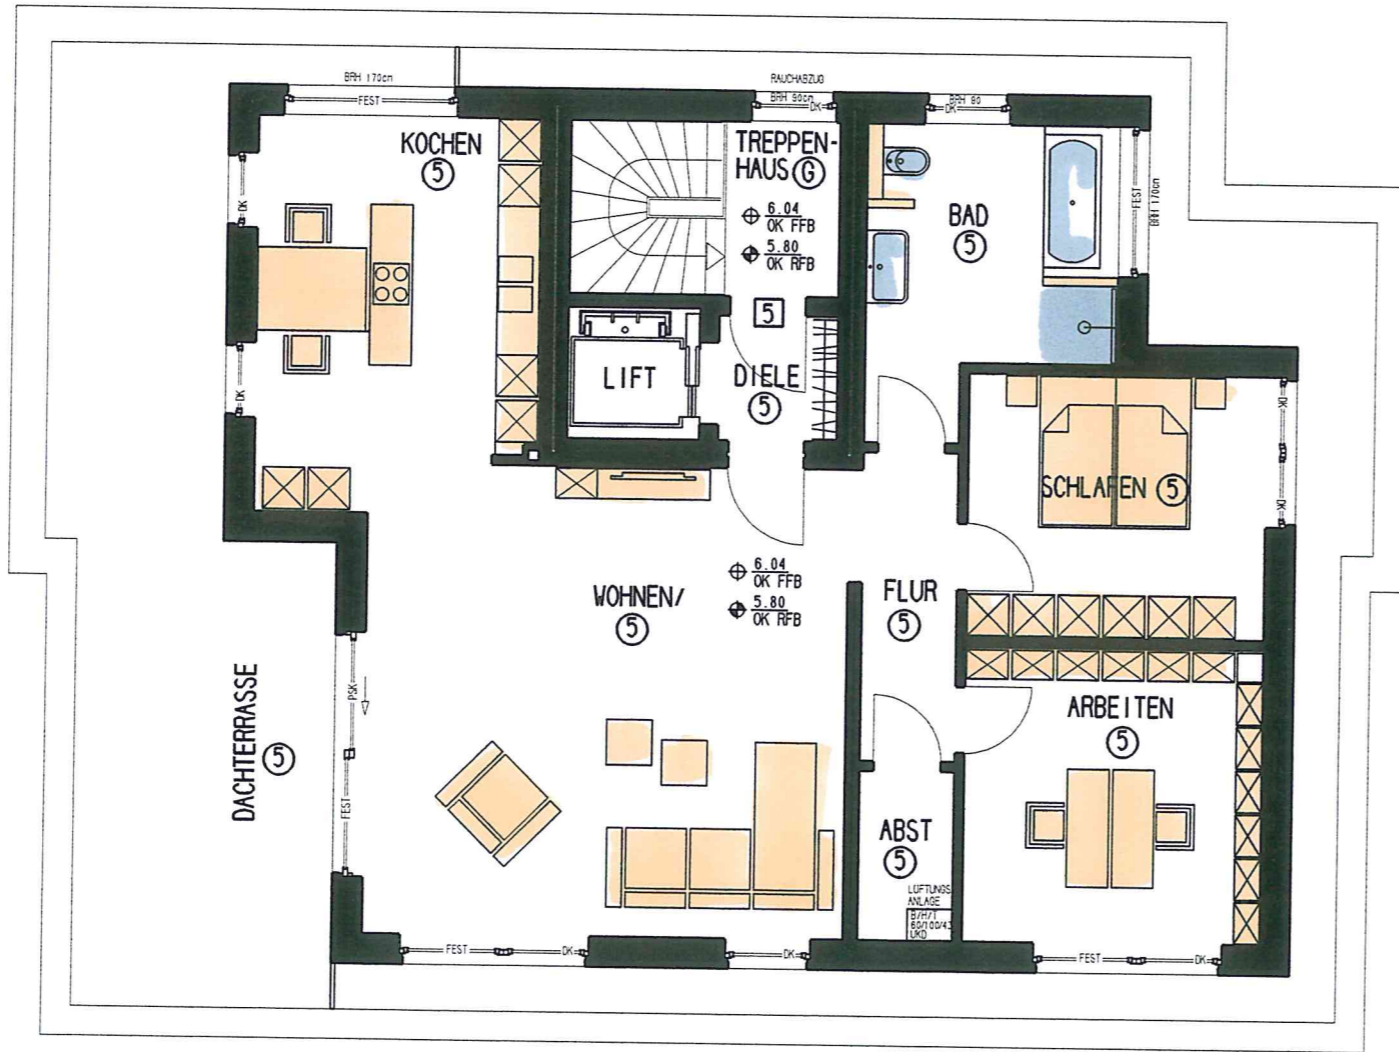 BRH 170cm
FEST
RAUCHABZUG
BRH 90cm
DK
BRH 80
DK
KOCHEN
5
TREPPEN-
HAUS G
6.04
OK FFB
5.80
OK RFB
BAD
5
FEST
BRH 170cm
DK
5
LIFT
DIELE
5
DK
DK
SCHLAFEN 5
DK
6.04
OK FFB
5.80
OK RFB
WOHNEN/
5
FLUR
5
PSK
DACHTERRASSE
5
ARBEITEN
5
FEST
ABST
5
LÜFTUNGS
ANLAGE
B/H/T
60/100/43
UKD
FEST
DK
DK
FEST
DK